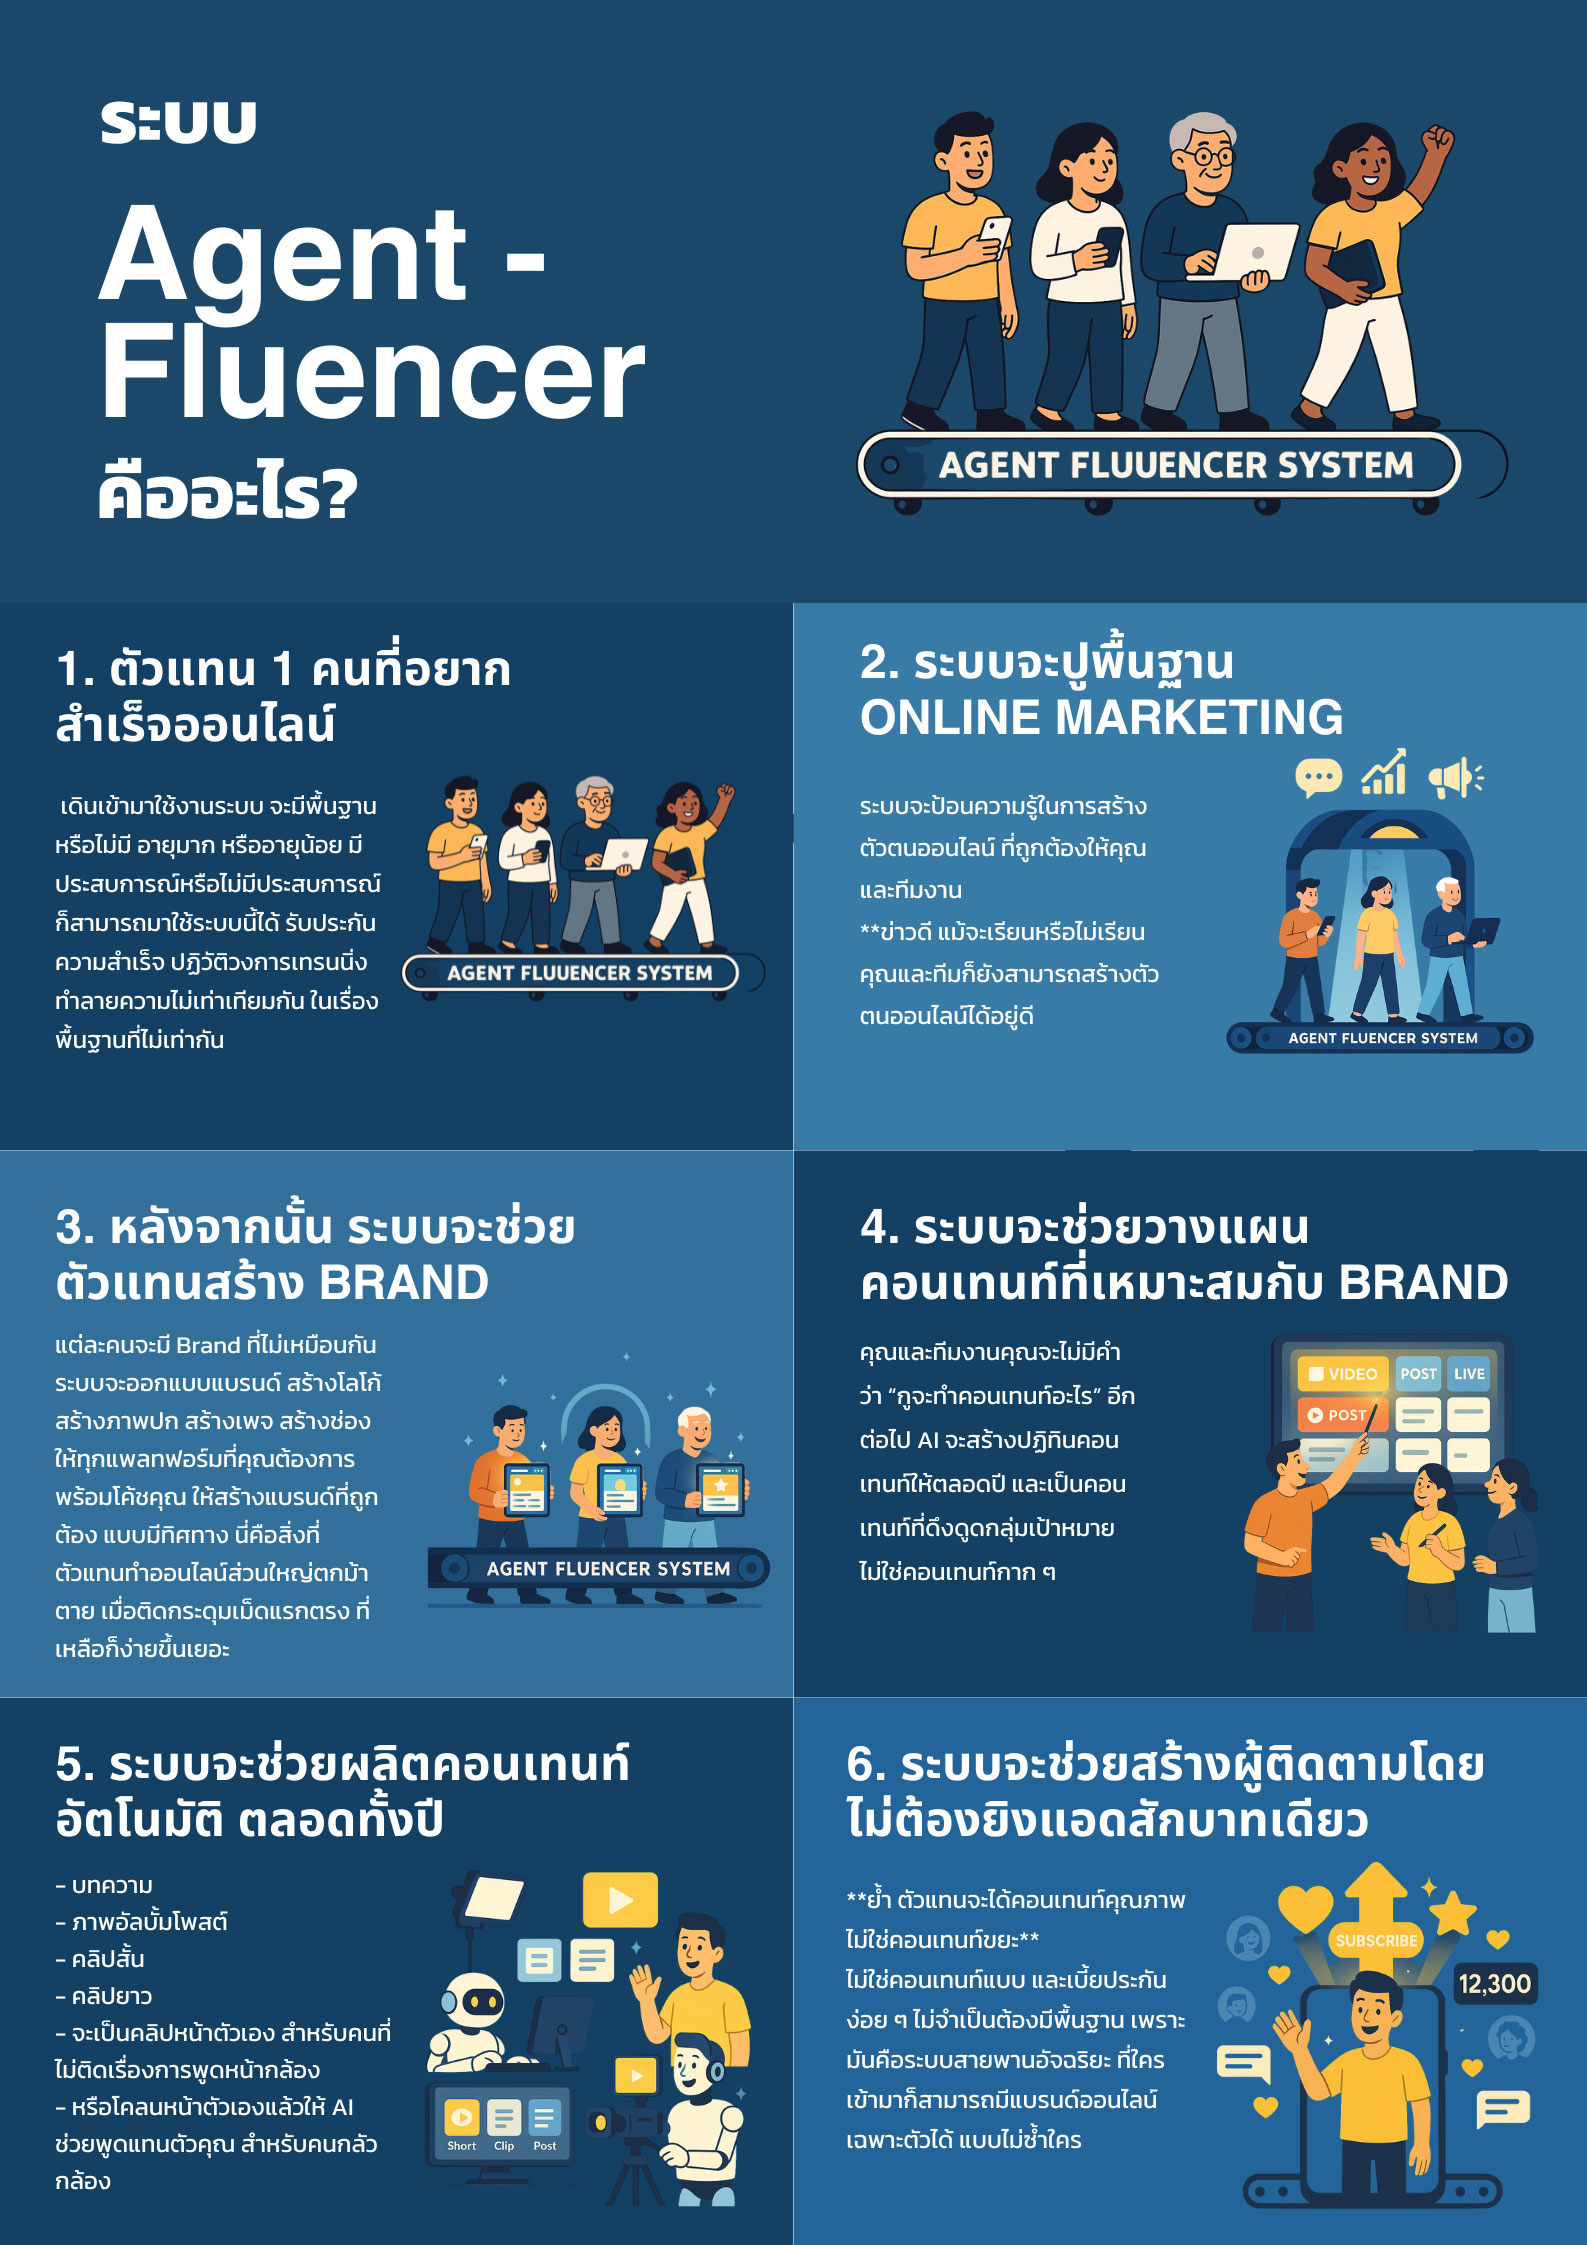 ระบบ
Agent -
Fluencer
คืออะไร?
AGENT FLUUENCER SYSTEM
1. ตัวแทน 1 คนที่อยาก
สำเร็จออนไลน์
เดินเข้ามาใช้งานระบบ จะมีพื้นฐาน
หรือไม่มี อายุมาก หรืออายุน้อย มี
ประสบการณ์หรือไม่มีประสบการณ์
ก็สามารถมาใช้ระบบนี้ได้ รับประกัน
ความสำเร็จ ปฏิวัติวงการเทรนนิ่ง
ทำลายความไม่เท่าเทียมกัน ในเรื่อง
พื้นฐานที่ไม่เท่ากัน
AGENT FLUUENCER SYSTEM
2. ระบบจะปูพื้นฐาน
ONLINE MARKETING
ระบบจะป้อนความรู้ในการสร้าง
ตัวตนออนไลน์ ที่ถูกต้องให้คุณ
และทีมงาน
**ข่าวดี แม้จะเรียนหรือไม่เรียน
คุณและทีมก็ยังสามารถสร้างตัว
ตนออนไลน์ได้อยู่ดี
AGENT FLUENCER SYSTEM
3. หลังจากนั้น ระบบจะช่วย
ตัวแทนสร้าง BRAND
แต่ละคนจะมี Brand ที่ไม่เหมือนกัน
ระบบจะออกแบบแบรนด์ สร้างโลโก้
สร้างภาพปก สร้างเพจ สร้างช่อง
ให้ทุกแพลทฟอร์มที่คุณต้องการ
พร้อมโค้ชคุณ ให้สร้างแบรนด์ที่ถูก
ต้อง แบบมีทิศทาง นี่คือสิ่งที่
ตัวแทนทำออนไลน์ส่วนใหญ่ตกม้า
ตาย เมื่อติดกระดุมเม็ดแรกตรง ที่
เหลือก็ง่ายขึ้นเยอะ
AGENT FLUENCER SYSTEM
4. ระบบจะช่วยวางแผน
คอนเทนท์ที่เหมาะสมกับ BRAND
คุณและทีมงานคุณจะไม่มีคำ
ว่า “กูจะทำคอนเทนท์อะไร” อีก
ต่อไป AI จะสร้างปฏิทินคอน
เทนท์ให้ตลอดปี และเป็นคอน
เทนท์ที่ดึงดูดกลุ่มเป้าหมาย
ไม่ใช่คอนเทนท์กาก ๆ
VIDEO POST LIVE
POST
5. ระบบจะช่วยผลิตคอนเทนท์
อัตโนมัติ ตลอดทั้งปี
- บทความ
- ภาพอัลบั้มโพสต์
- คลิปสั้น
- คลิปยาว
- จะเป็นคลิปหน้าตัวเอง สำหรับคนที่
ไม่ติดเรื่องการพูดหน้ากล้อง
- หรือโคลนหน้าตัวเองแล้วให้ AI
ช่วยพูดแทนตัวคุณ สำหรับคนกลัว
กล้อง
Short Clip Post
6. ระบบจะช่วยสร้างผู้ติดตามโดย
ไม่ต้องยิงแอดสักบาทเดียว
**ย้ำ ตัวแทนจะได้คอนเทนท์คุณภาพ
ไม่ใช่คอนเทนท์ขยะ**
ไม่ใช่คอนเทนท์แบบ และเบี้ยประกัน
ง่อย ๆ ไม่จำเป็นต้องมีพื้นฐาน เพราะ
มันคือระบบสายพานอัจฉริยะ ที่ใคร
เข้ามาก็สามารถมีแบรนด์ออนไลน์
เฉพาะตัวได้ แบบไม่ซ้ำใคร
SUBSCRIBE
12,300